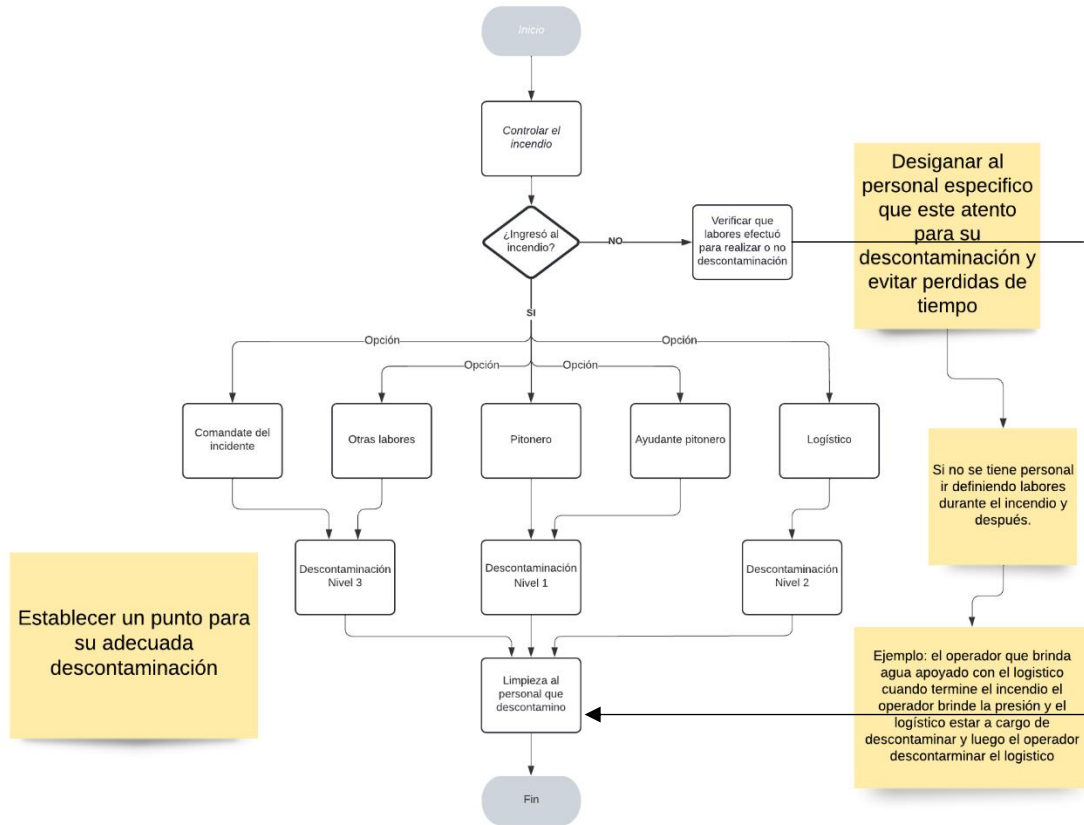 Inicio
Controlar el
incendio
¿Ingresó al
incendio?
NO
Verificar que
labores efectuó
para realizar o no
descontaminación
Desiganar al
personal especifico
que este atento
para su
descontaminación y
evitar perdidas de
tiempo
SI
Opción
Opción
Opción
Opción
Comandate del
incidente
Otras labores
Pitonero
Ayudante pitonero
Logístico
Si no se tiene personal
ir definiendo labores
durante el incendio y
después.
Descontaminación
Nivel 3
Descontaminación
Nivel 1
Descontaminación
Nivel 2
Establecer un punto para
su adecuada
descontaminación
Limpieza al
personal que
descontamino
Ejemplo: el operador que brinda
agua apoyado con el logistico
cuando termine el incendio el
operador brinde la presión y el
logístico estar a cargo de
descontaminar y luego el operador
descontarminar el logistico
Fin